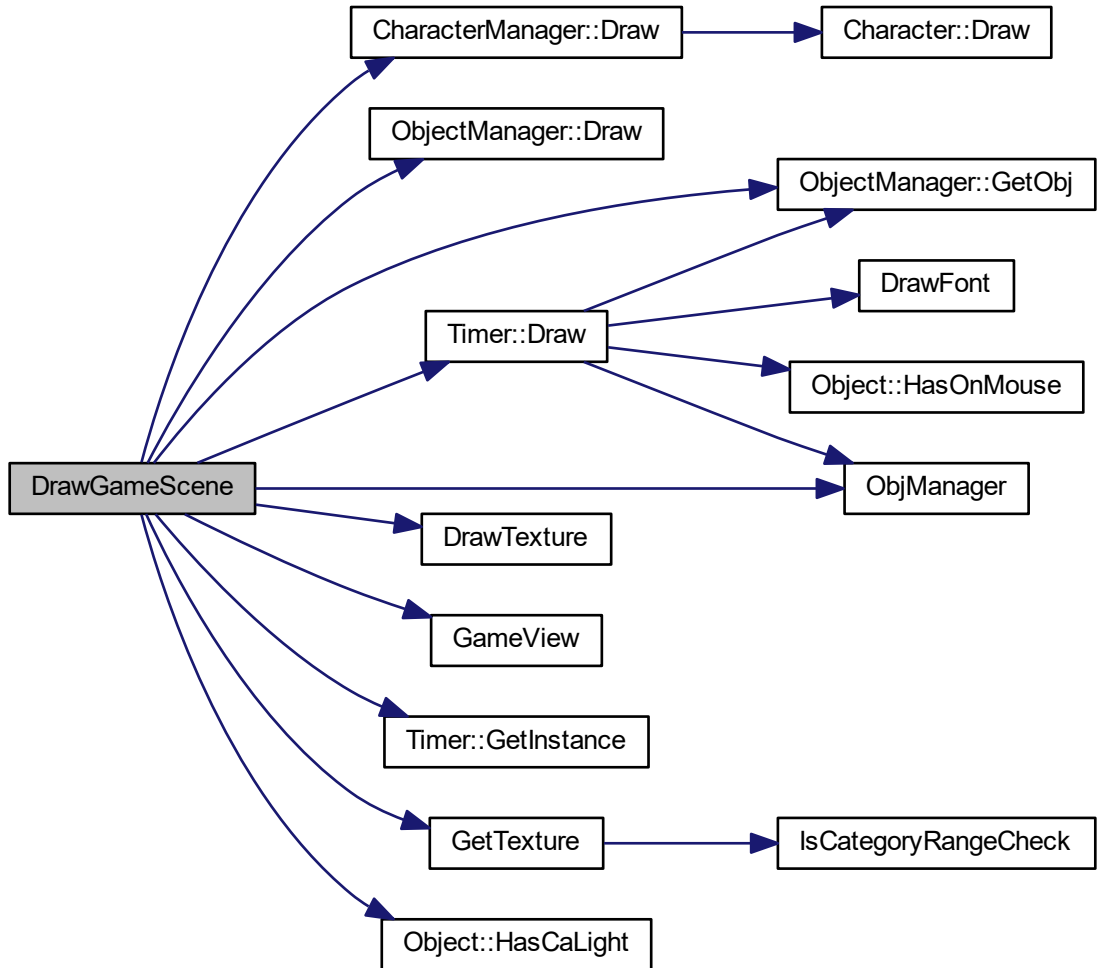 CharacterManager::Draw
Character::Draw
ObjectManager::Draw
ObjectManager::GetObj
DrawFont
Timer::Draw
Object::HasOnMouse
DrawGameScene
ObjManager
DrawTexture
GameView
Timer::GetInstance
GetTexture
IsCategoryRangeCheck
Object::HasCaLight